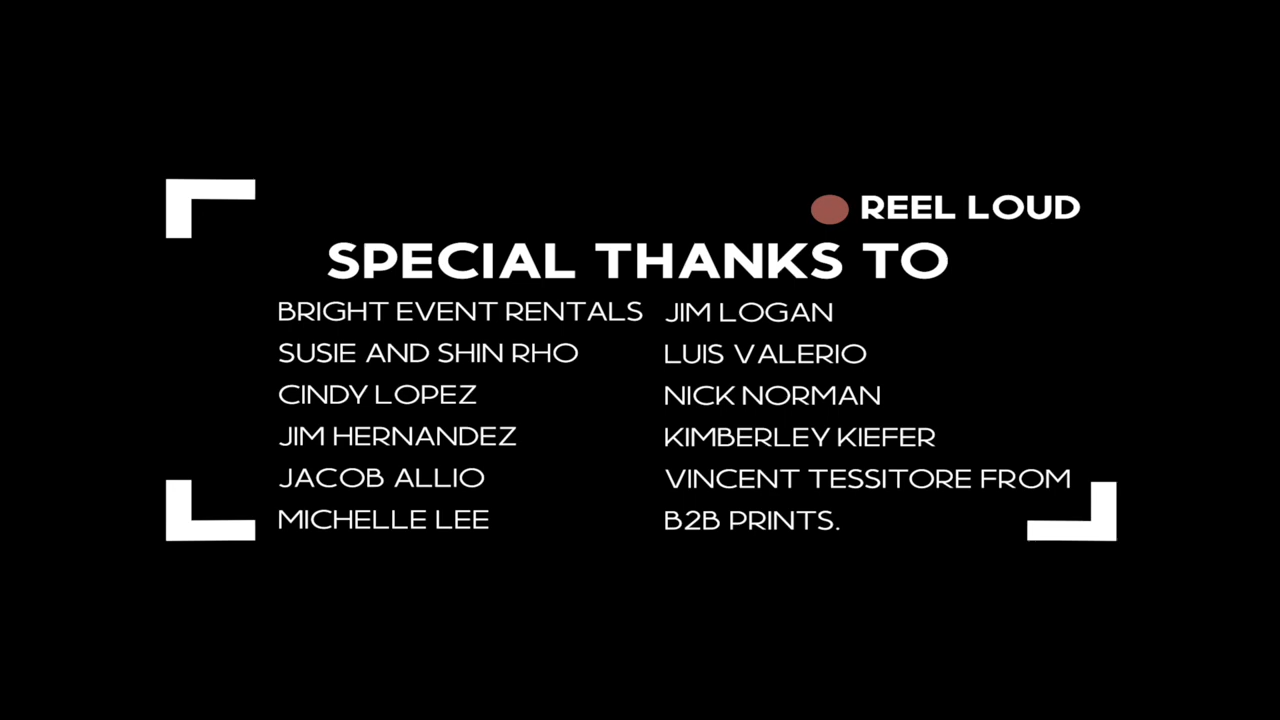 REEL LOUD
SPECIAL THANKS TO
BRIGHT EVENT RENTALS
SUSIE AND SHIN RHO
CINDY LOPEZ
JIM HERNANDEZ
JACOB ALLIO
MICHELLE LEE
JIM LOGAN
LUIS VALERIO
NICK NORMAN
KIMBERLEY KIEFER
VINCENT TESSITORE FROM
B2B PRINTS.